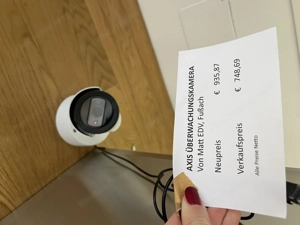 AXIS ÜBERWACHUNGSKAMERA
Von Matt EDV, Fußach
Neupreis € 935,87
Verkaufspreis € 748,69
Alle Preise Netto